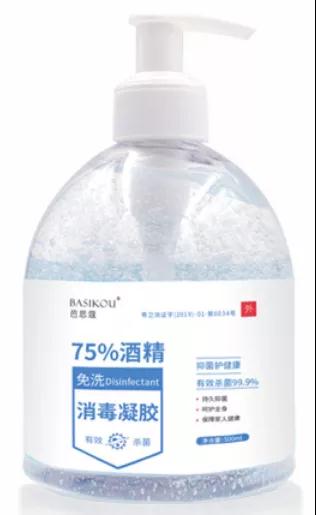 BASIKOU+
芭思蔻
粤卫消证字(2019)-01-第0034号
外
75%酒精
免洗Disinfectant
消毒凝胶
有效 杀菌
抑菌护健康
有效杀菌99.9%
• 持久抑菌
• 呵护全身
• 保障家人健康
净含量：500ml